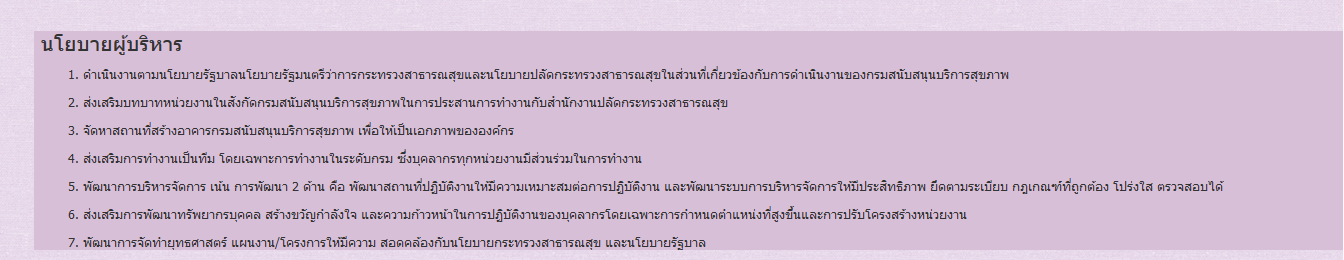 นโยบายผู้บริหาร
1. ดำเนินงานตามนโยบายรัฐบาลนโยบายรัฐมนตรีว่าการกระทรวงสาธารณสุขและนโยบายปลัดกระทรวงสาธารณสุขในส่วนที่เกี่ยวข้องกับการดำเนินงานของกรมสนับสนุนบริการสุขภาพ
2. ส่งเสริมบทบาทหน่วยงานในสังกัดกรมสนับสนุนบริการสุขภาพในการประสานการทำงานกับสำนักงานปลัดกระทรวงสาธารณสุข
3. จัดหาสถานที่สร้างอาคารกรมสนับสนุนบริการสุขภาพ เพื่อให้เป็นเอกภาพขององค์กร
4. ส่งเสริมการทำงานเป็นทีม โดยเฉพาะการทำงานในระดับกรม ซึ่งบุคลากรทุกหน่วยงานมีส่วนร่วมในการทำงาน
5. พัฒนาการบริหารจัดการ เน้น การพัฒนา 2 ด้าน คือ พัฒนาสถานที่ปฏิบัติงานให้มีความเหมาะสมต่อการปฏิบัติงาน และพัฒนาระบบการบริหารจัดการให้มีประสิทธิภาพ ยึดตามระเบียบ กฎเกณฑ์ที่ถูกต้อง โปร่งใส ตรวจสอบได้
6. ส่งเสริมการพัฒนาทรัพยากรบุคคล สร้างขวัญกำลังใจ และความก้าวหน้าในการปฏิบัติงานของบุคลากรโดยเฉพาะการกำหนดตำแหน่งที่สูงขึ้นและการปรับโครงสร้างหน่วยงาน
7. พัฒนาการจัดทำยุทธศาสตร์ แผนงาน/โครงการให้มีความ สอดคล้องกับนโยบายกระทรวงสาธารณสุข และนโยบายรัฐบาล